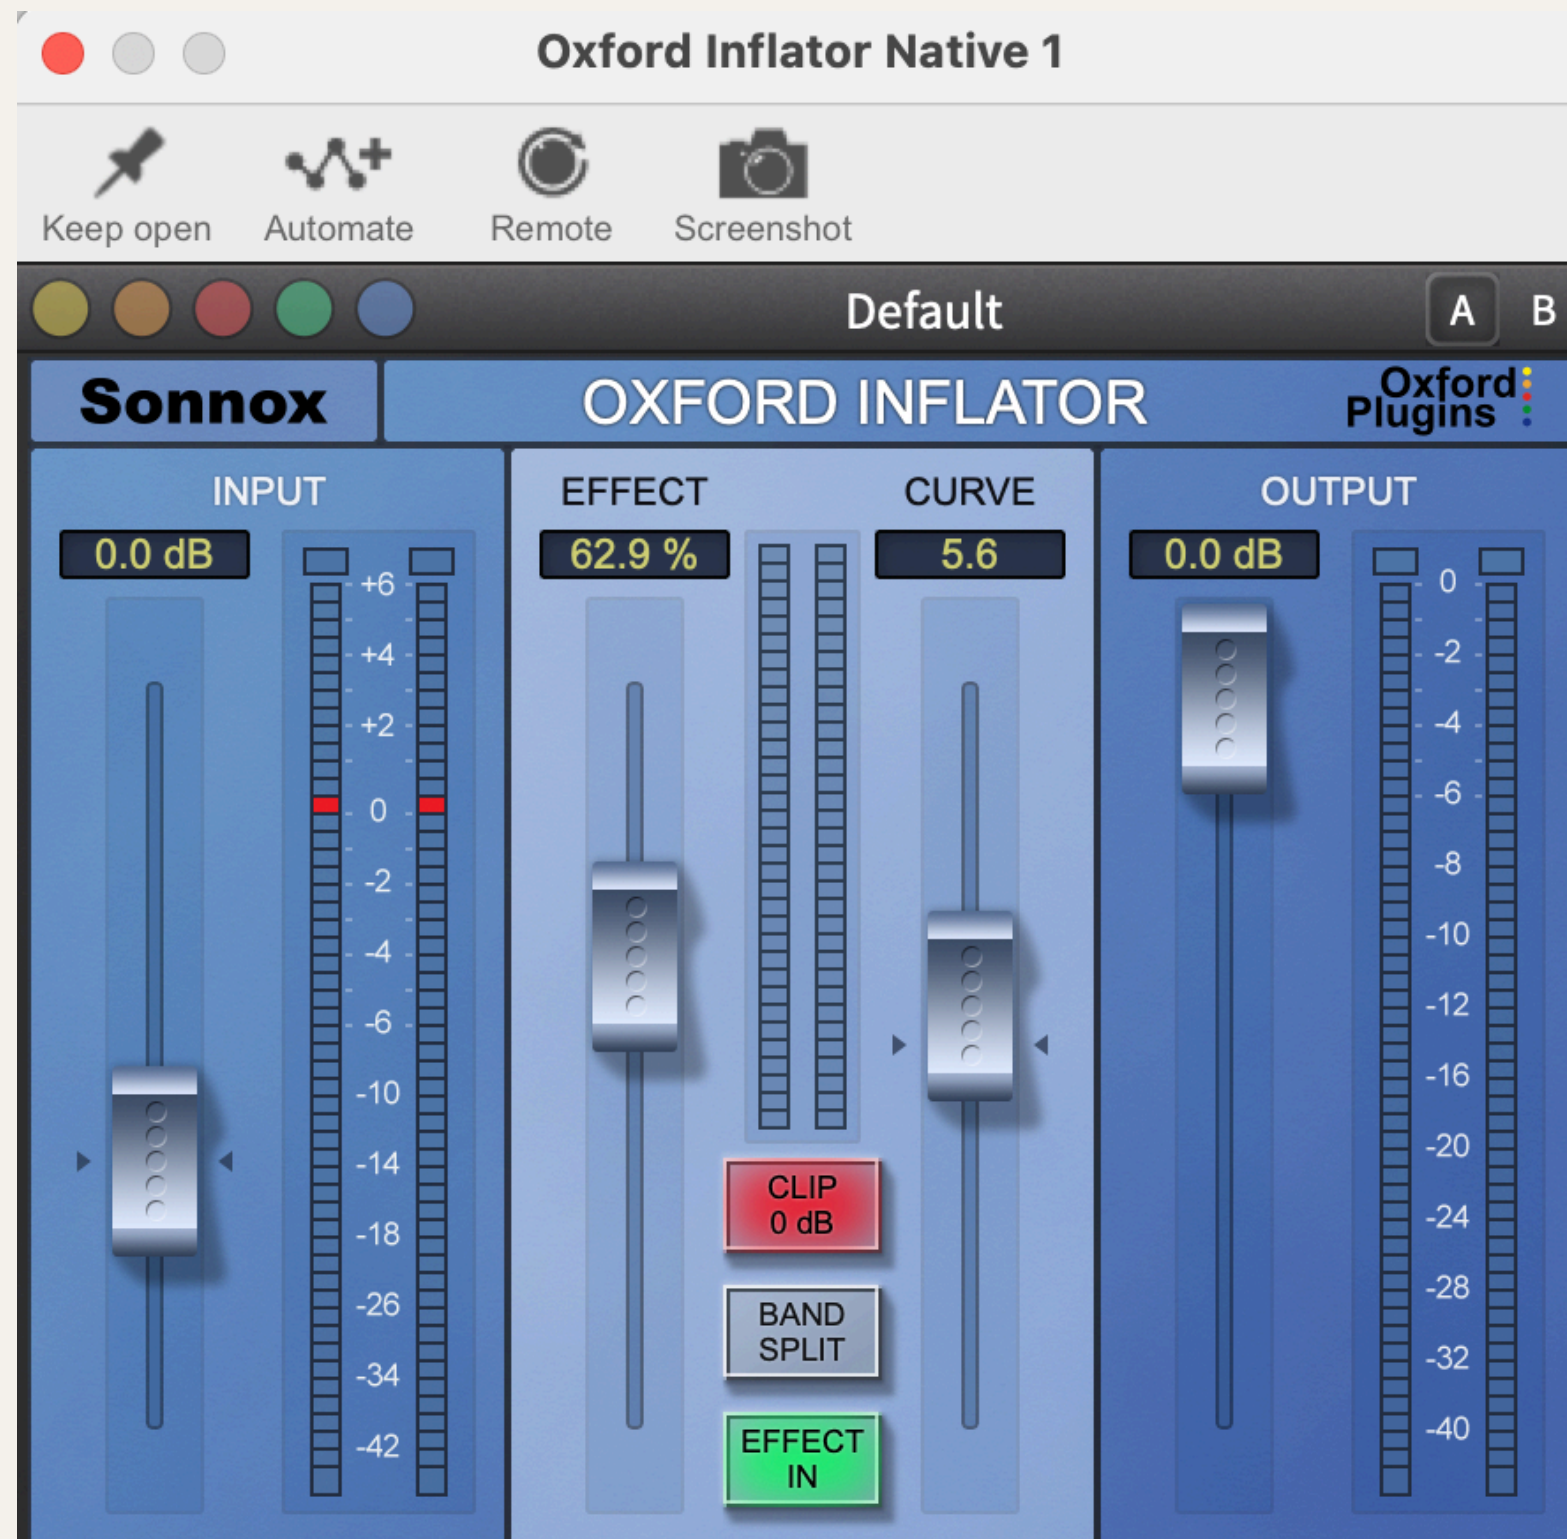 Oxford Inflator Native 1
Keep open Automate Remote Screenshot
Default A B
Sonnox OXFORD INFLATOR Oxford
Plugins
INPUT EFFECT CURVE OUTPUT
0.0 dB 62.9 % 5.6 0.0 dB
+6
+4
+2
0
-2
-4
-6
-10
-14
-18
-26
-34
-42
CLIP
0 dB
BAND
SPLIT
EFFECT
IN
0
-2
-4
-6
-8
-10
-12
-16
-20
-24
-28
-32
-40